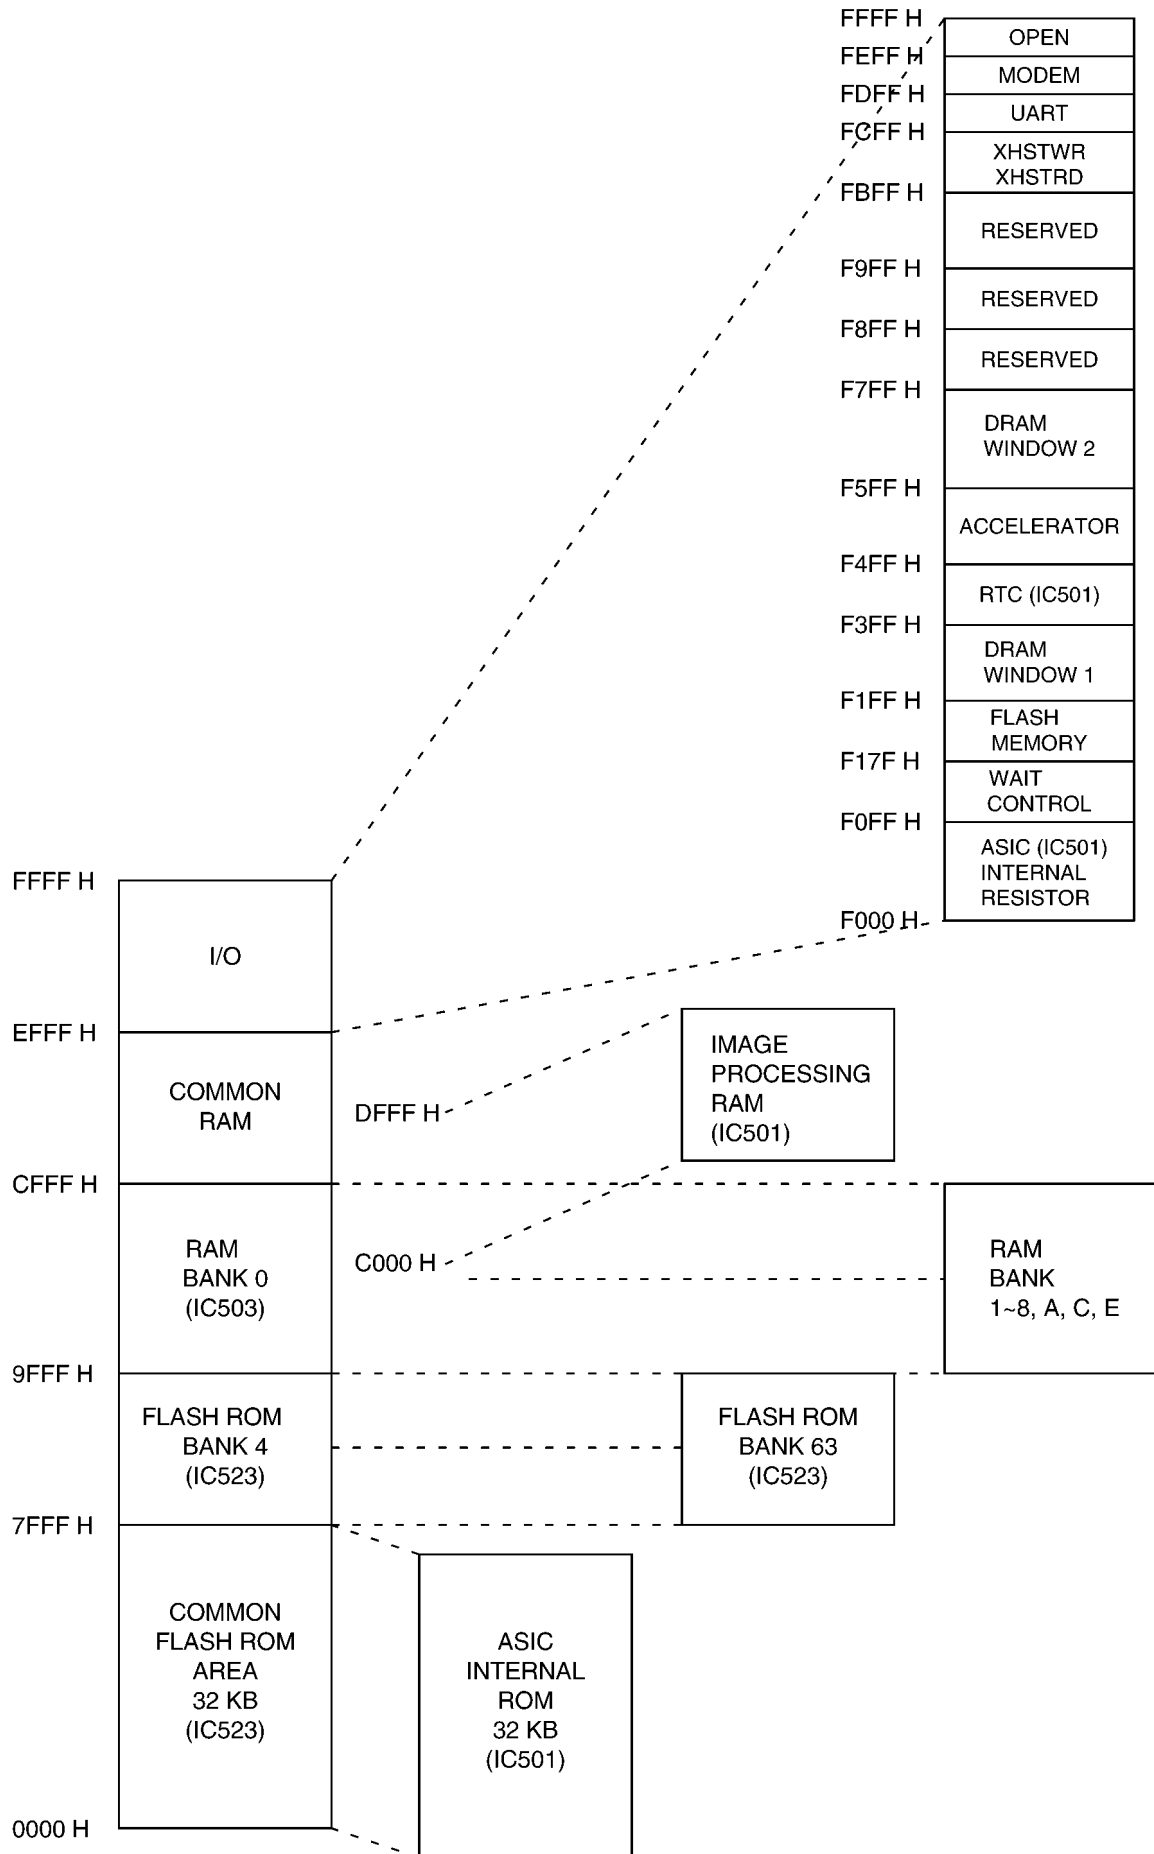 FFFF H
OPEN
FEFF H
MODEM
FDFF H
UART
FCFF H
XHSTWR
XHSTRD
FBFF H
RESERVED
F9FF H
RESERVED
F8FF H
RESERVED
F7FF H
DRAM
WINDOW 2
F5FF H
ACCELERATOR
F4FF H
RTC (IC501)
F3FF H
DRAM
WINDOW 1
F1FF H
FLASH
MEMORY
F17F H
WAIT
CONTROL
F0FF H
ASIC (IC501)
INTERNAL
RESISTOR
F000 H
FFFF H
I/O
EFFF H
COMMON
RAM
DFFF H
IMAGE
PROCESSING
RAM
(IC501)
CFFF H
RAM
BANK 0
(IC503)
C000 H
RAM
BANK
1~8, A, C, E
9FFF H
FLASH ROM
BANK 4
(IC523)
FLASH ROM
BANK 63
(IC523)
7FFF H
COMMON
FLASH ROM
AREA
32 KB
(IC523)
ASIC
INTERNAL
ROM
32 KB
(IC501)
0000 H